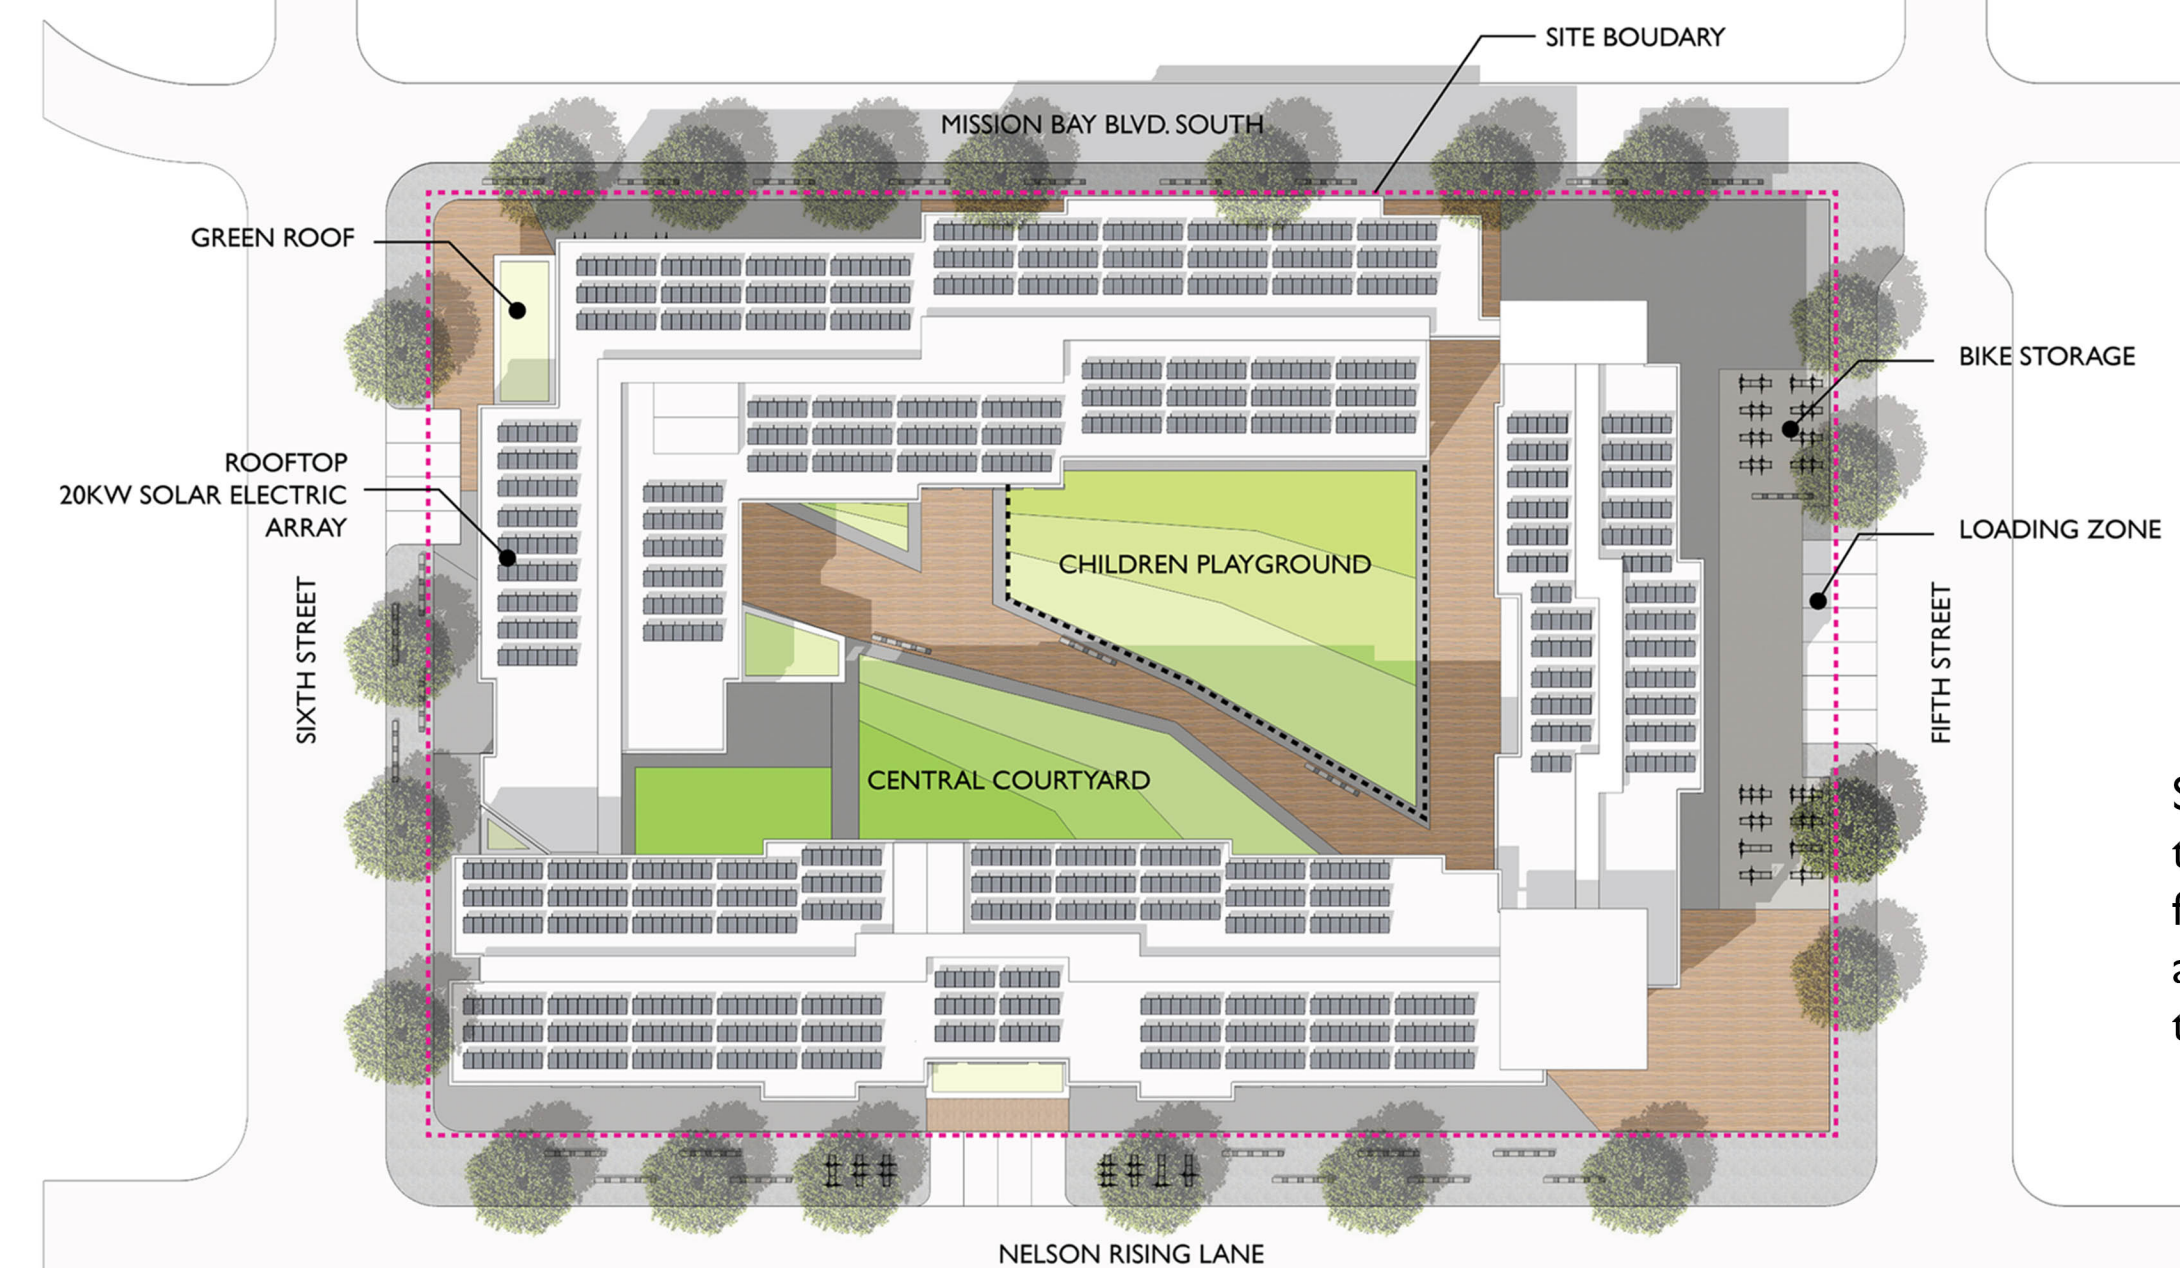 SITE BOUDARY
MISSION BAY BLVD. SOUTH
GREEN ROOF
BIKE STORAGE
ROOFTOP
20KW SOLAR ELECTRIC
ARRAY
LOADING ZONE
CHILDREN PLAYGROUND
SIXTH STREET
FIFTH STREET
CENTRAL COURTYARD
NELSON RISING LANE